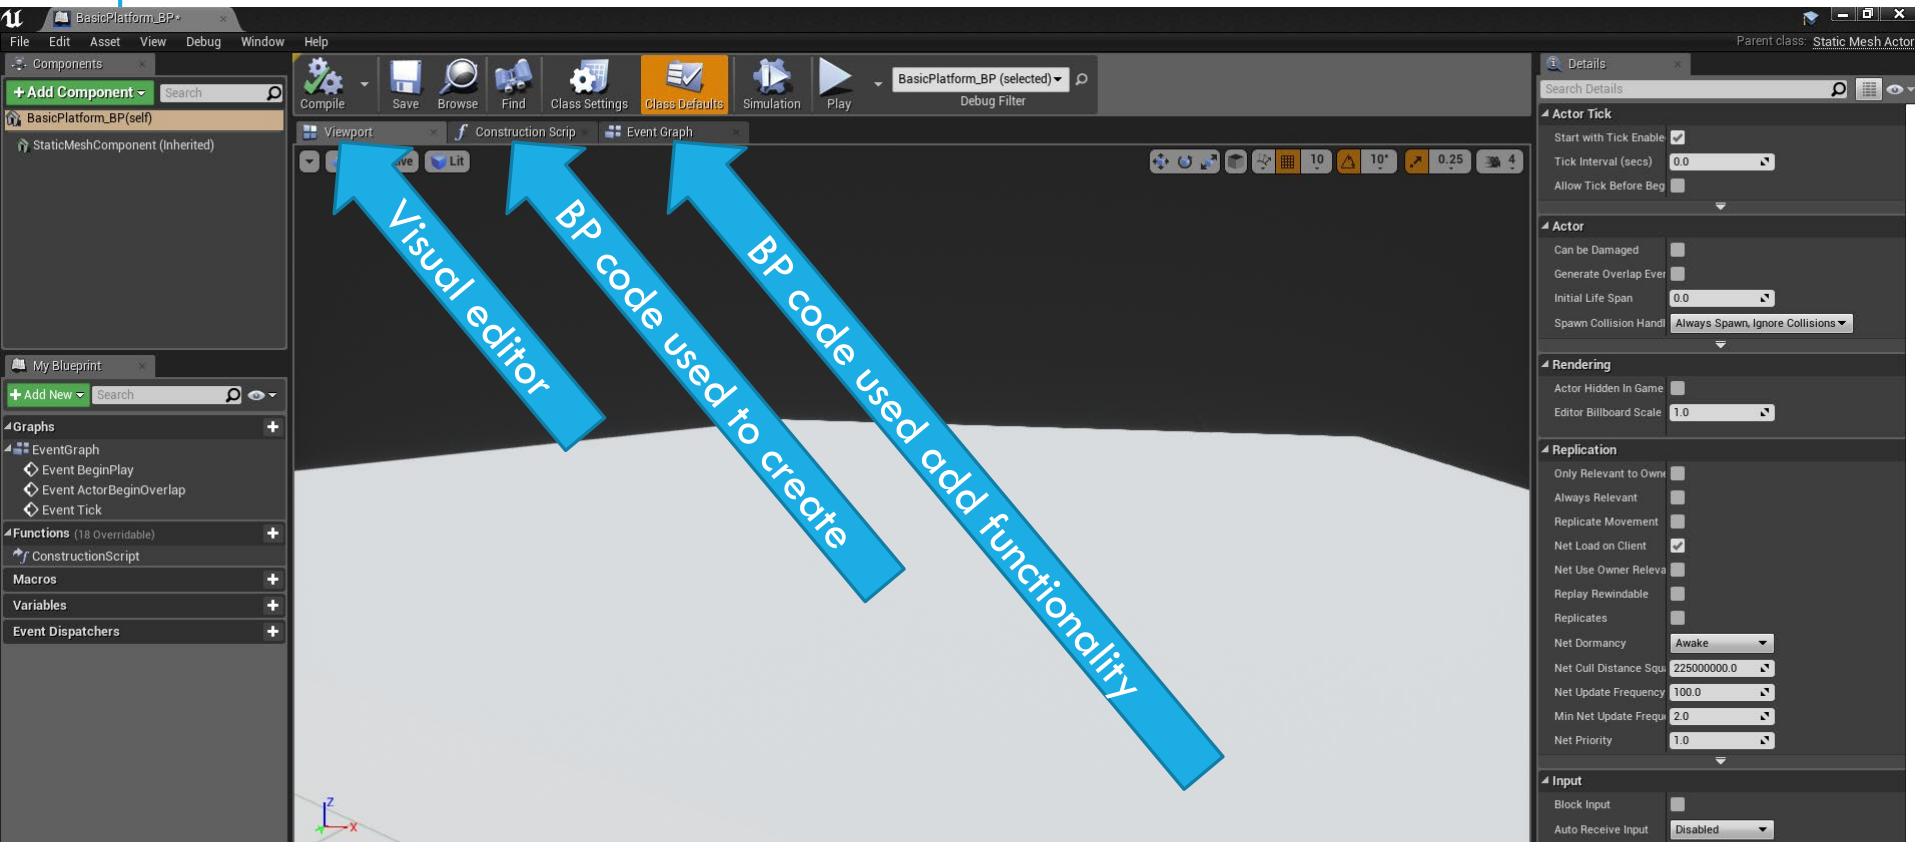 BasicPlatform_BP*
File Edit Asset View Debug Window Help
Parent class: Static Mesh Actor
Components
+Add Component
Search
BasicPlatform_BP(self)
StaticMeshComponent (Inherited)
My Blueprint
+Add New
Search
Graphs
EventGraph
Event BeginPlay
Event ActorBeginOverlap
Event Tick
Functions (18 Overridable)
ConstructionScript
Macros
Variables
Event Dispatchers
Compile
Save
Browse
Find
Class Settings
Class Defaults
Simulation
Play
BasicPlatform_BP (selected)
Debug Filter
Viewport
Construction Scrip
Event Graph
Lit
10
10°
0.25
4
Visual editor
BP code used to create
BP code used add functionality
Z
X
Details
Search Details
Actor Tick
Start with Tick Enable
Tick Interval (secs) 0.0
Allow Tick Before Beg
Actor
Can be Damaged
Generate Overlap Ever
Initial Life Span 0.0
Spawn Collision Handl Always Spawn, Ignore Collisions
Rendering
Actor Hidden In Game
Editor Billboard Scale 1.0
Replication
Only Relevant to Owne
Always Relevant
Replicate Movement
Net Load on Client
Net Use Owner Releva
Replay Rewindable
Replicates
Net Dormancy Awake
Net Cull Distance Squ 225000000.0
Net Update Frequency 100.0
Min Net Update Frequ 2.0
Net Priority 1.0
Input
Block Input
Auto Receive Input Disabled